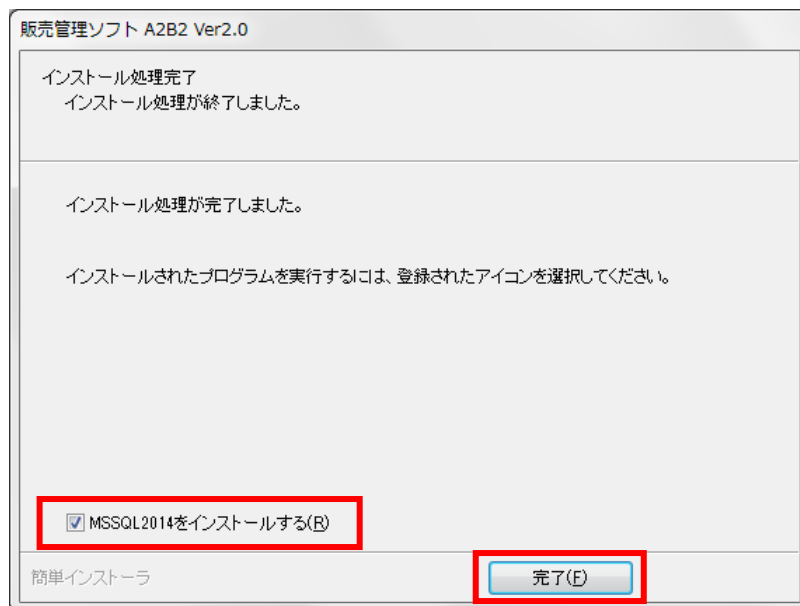 販売管理ソフト A2B2 Ver2.0
インストール処理完了
インストール処理が終了しました。
インストール処理が完了しました。
インストールされたプログラムを実行するには、登録されたアイコンを選択してください。
MSSQL2014をインストールする(R)
簡単インストーラ
完了(F)